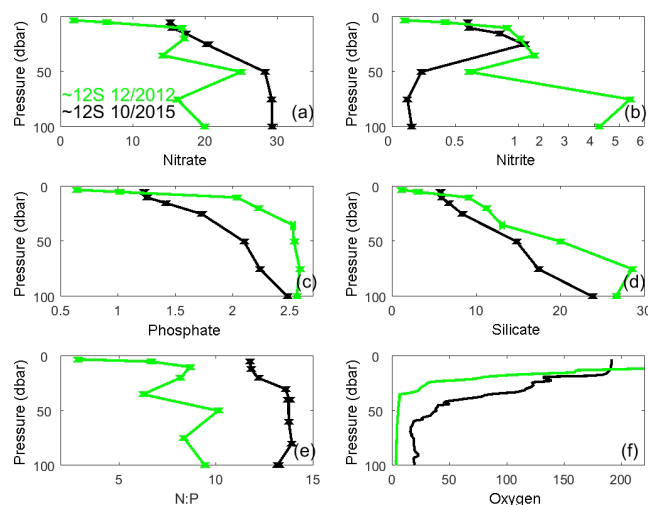 0
50
100
Pressure (dbar)
0 10 20 30
Nitrate
~12S 12/2012
~12S 10/2015
(a)
0
50
100
Pressure (dbar)
0.5 1 2 3 4 5 6
Nitrite
(b)
0
50
100
Pressure (dbar)
0.5 1 1.5 2 2.5
Phosphate
(c)
0
50
100
Pressure (dbar)
0 10 20 30
Silicate
(d)
0
50
100
Pressure (dbar)
5 10 15
N:P
(e)
0
50
100
Pressure (dbar)
0 50 100 150 200
Oxygen
(f)